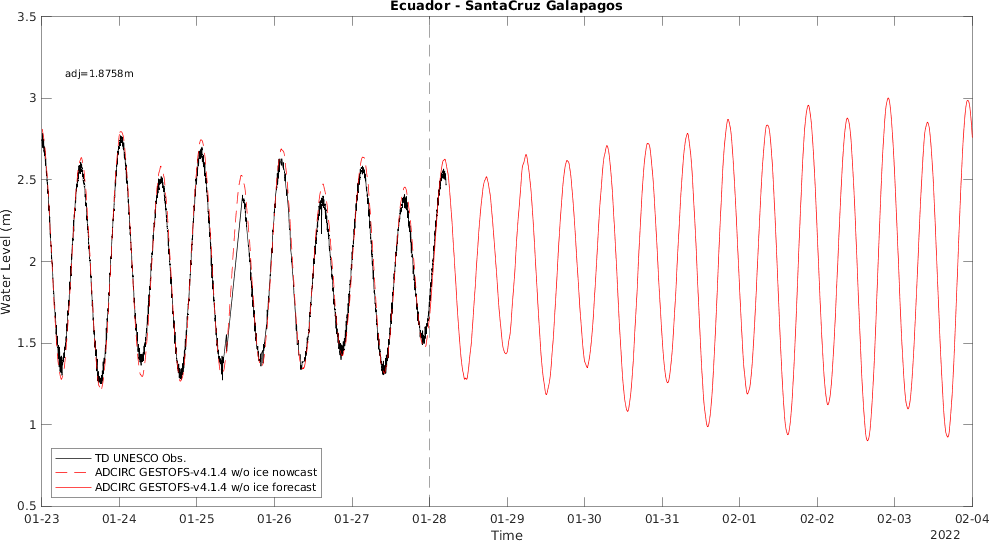 Ecuador - SantaCruz Galapagos
3.5
adj=1.8758m
3
2.5
Water Level (m)
2
1.5
1
TD UNESCO Obs.
ADCIRC GESTOFS-v4.1.4 w/o ice nowcast
ADCIRC GESTOFS-v4.1.4 w/o ice forecast
0.5
01-23 01-24 01-25 01-26 01-27 01-28 01-29 01-30 01-31 02-01 02-02 02-03 02-04
Time
2022